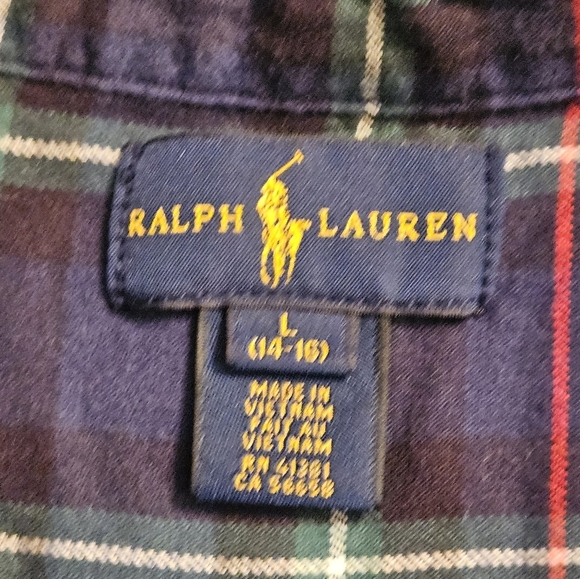 RALPH LAUREN
L
(14-16)
MADE IN
VIETNAM
FAIT AU
VIETNAM
RN 41381
CA 56658